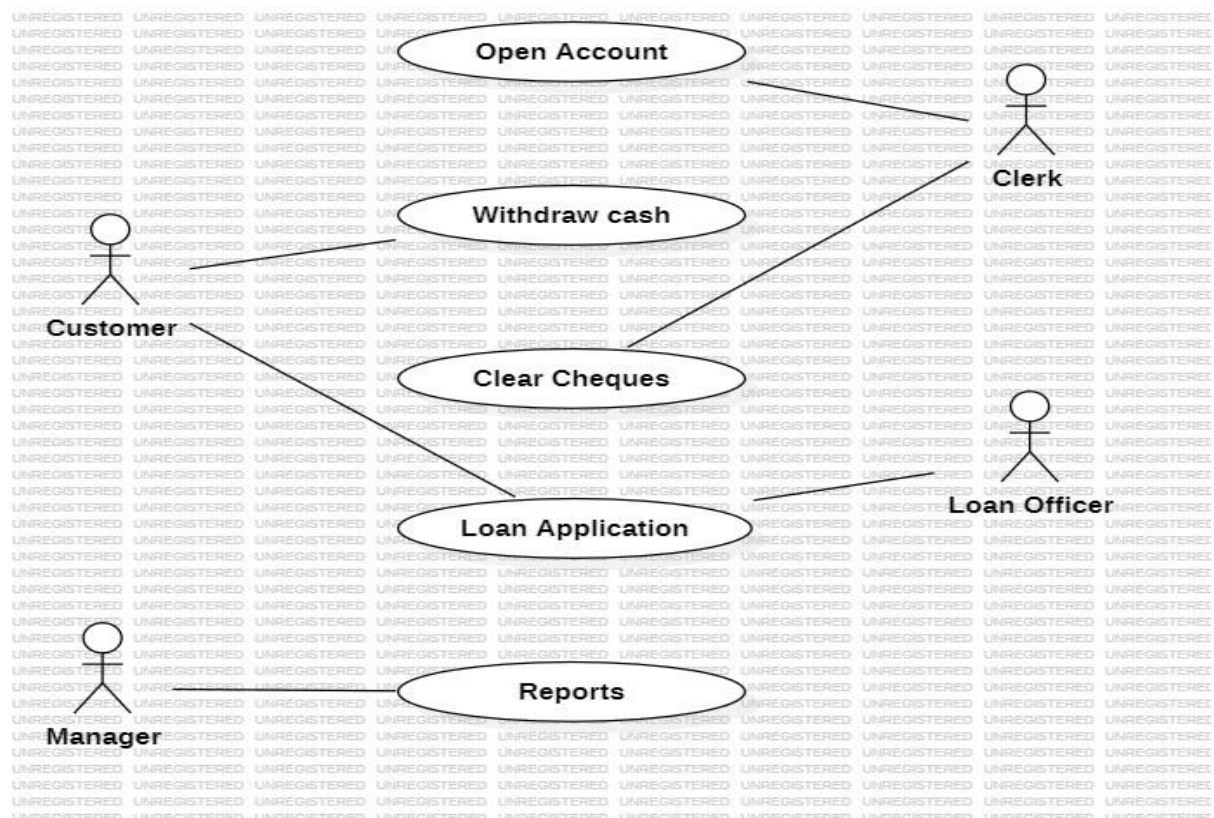 Open Account
Clerk
Withdraw cash
Customer
Clear Cheques
Loan Officer
Loan Application
Reports
Manager
UNREGISTERED